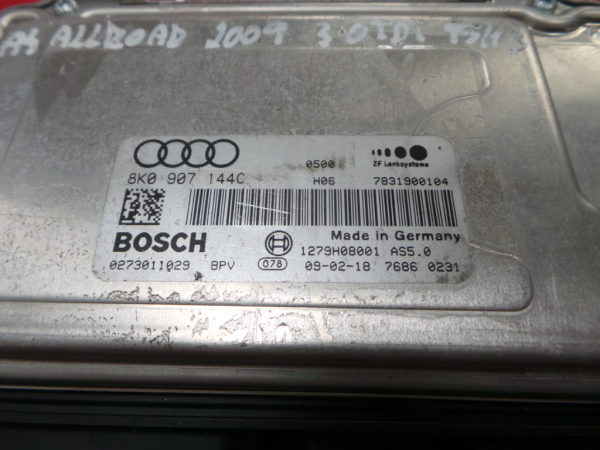 A4 ALLROAD 2009 3.0TDI
0500
ZF Lenksysteme
8K0 907 144C
H06
7831900104
Made in Germany
BOSCH
1279H08001 AS5.0
0273011029 BPV 078 09-02-18 7686 0231